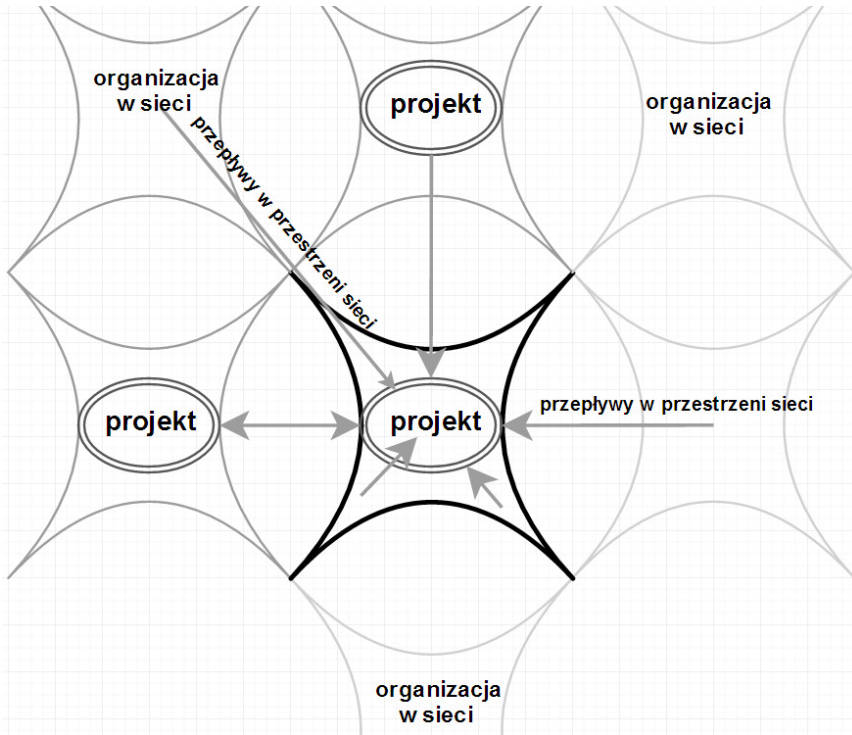 organizacja
w sieci
projekt
organizacja
w sieci
przepływy w przestrzeni sieci
projekt
projekt
przepływy w przestrzeni sieci
organizacja
w sieci